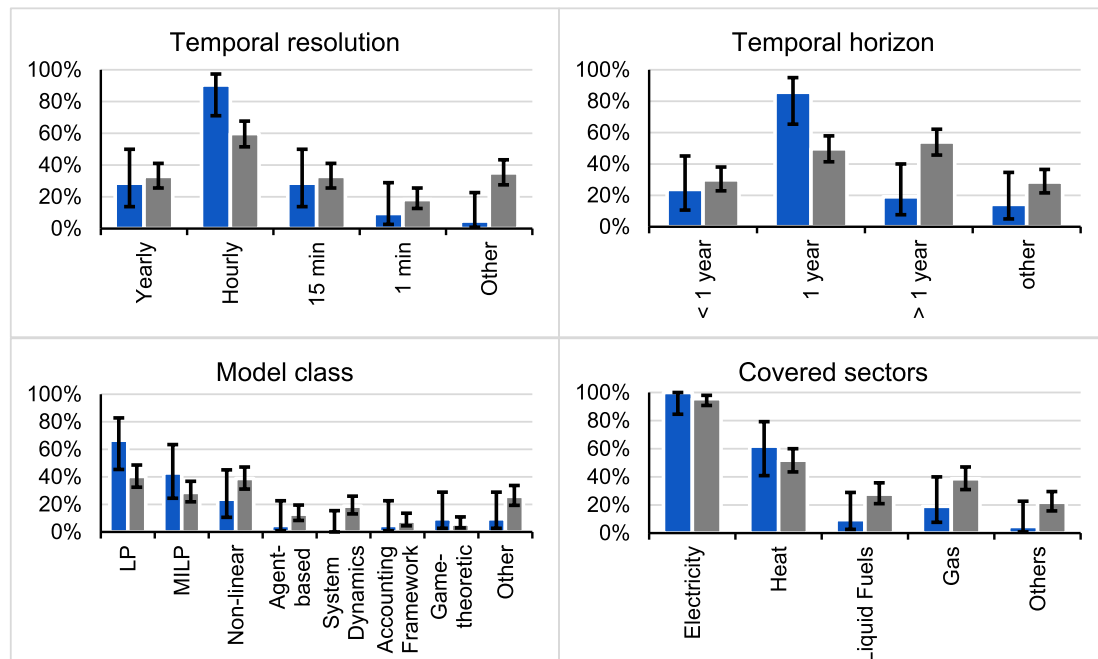 Temporal resolution
100%
80%
60%
40%
20%
0%
Yearly
Hourly
15 min
1 min
Other
Temporal horizon
100%
80%
60%
40%
20%
0%
< 1 year
1 year
> 1 year
other
Model class
100%
80%
60%
40%
20%
0%
LP
MILP
Non-linear
Agent-
based
System
Dynamics
Accounting
Framework
Game-
theoretic
Other
Covered sectors
100%
80%
60%
40%
20%
0%
Electricity
Heat
Liquid Fuels
Gas
Others